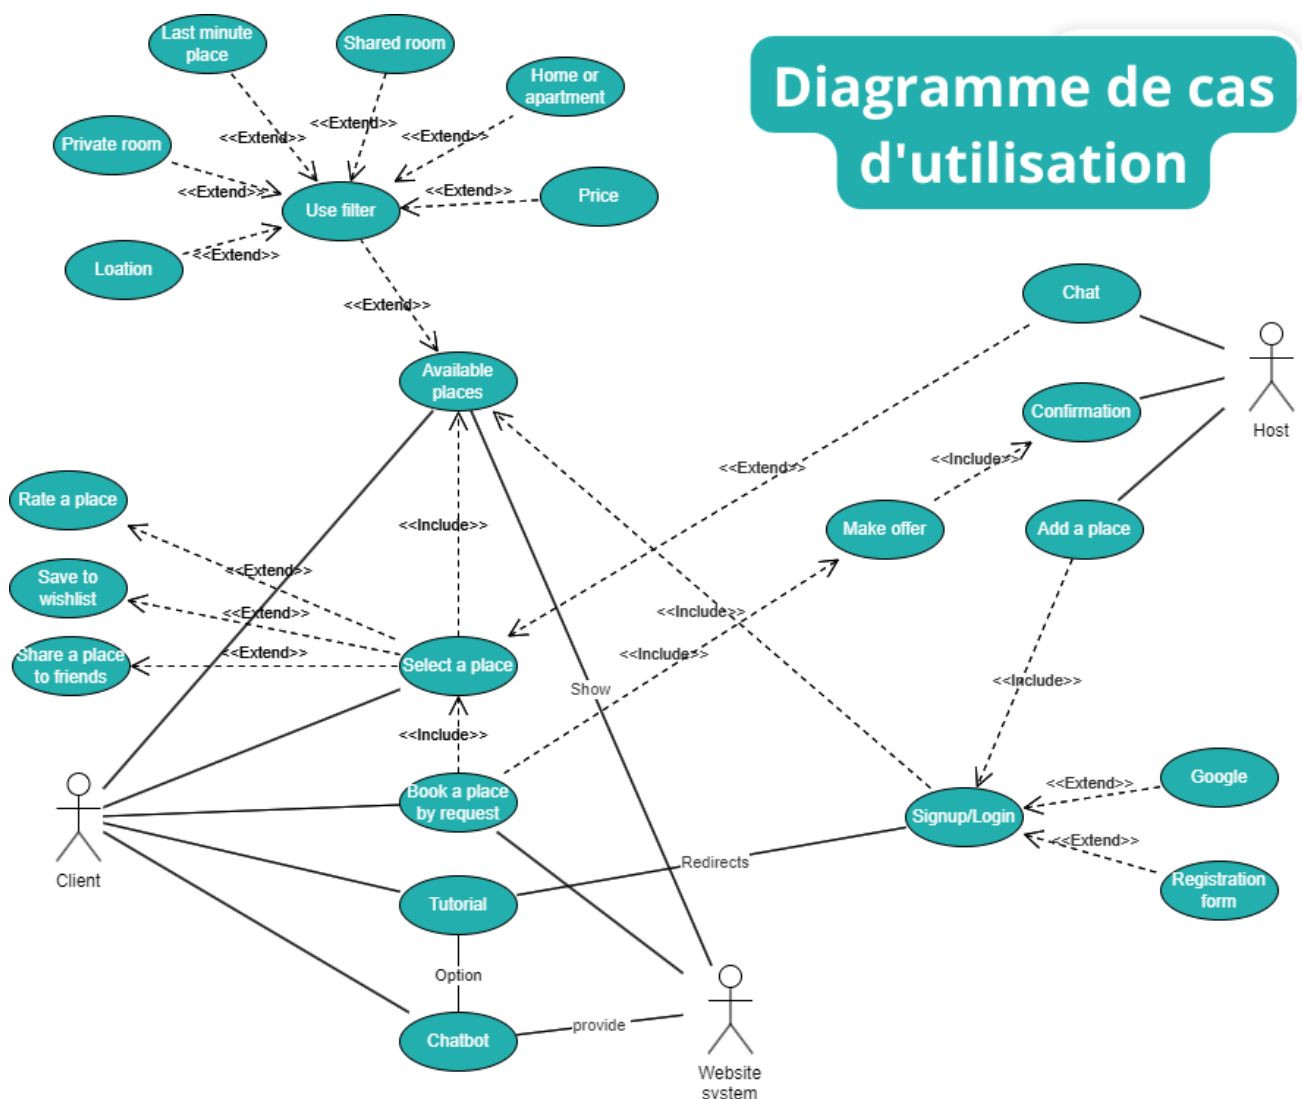 Diagramme de cas
d'utilisation
Last minute
place
Shared room
Home or
apartment
Private room
<<Extend>>
<<Extend>>
<<Extend>>
<<Extend>>
<<Extend>>
Use filter
Price
Loation
<<Extend>>
<<Extend>>
Chat
Available
places
Confirmation
Host
<<Extend>>
<<Include>>
Rate a place
<<Include>>
Make offer
Add a place
Save to
wishlist
<<Extend>>
<<Extend>>
<<Include>>
<<Include>>
Share a place
to friends
<<Extend>>
Select a place
Show
<<Include>>
<<Include>>
Book a place
by request
Google
<<Extend>>
Signup/Login
<<Extend>>
Registration
form
Client
Redirects
Tutorial
Option
Chatbot
provide
Website
system